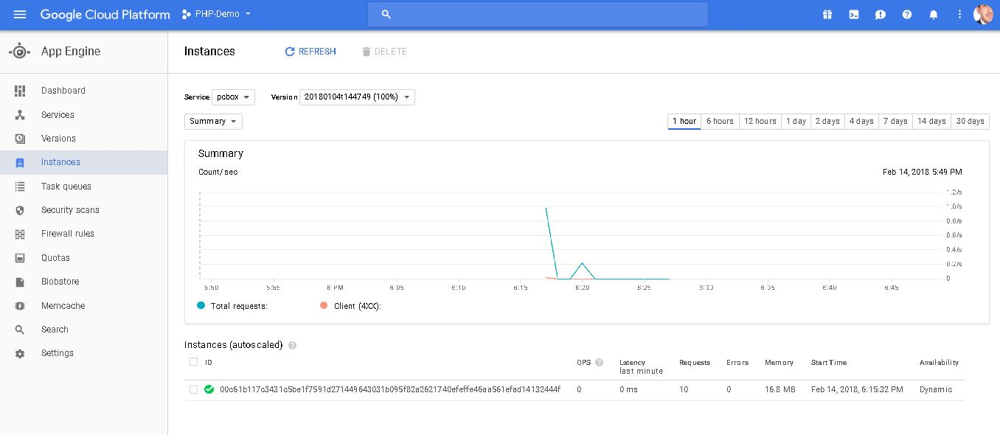 Google Cloud Platform PHP-Demo
App Engine
Instances REFRESH DELETE
Dashboard
Services
Versions
Instances
Task queues
Security scans
Firewall rules
Quotas
Blobstore
Memcache
Search
Settings
Service pcbox Version 20180104t144749 (100%)
Summary 1 hour 6 hours 12 hours 1 day 2 days 4 days 7 days 14 days 30 days
Summary
Count/sec Feb 14, 2018 5:49 PM
1.2/s
1.0/s
0.8/s
0.6/s
0.4/s
0.2/s
0
5:50 5:55 6 PM 6:05 6:10 6:15 6:20 6:25 6:30 6:35 6:40 6:45
Total requests: Client (4XX):
Instances (autoscaled)
ID QPS Latency last minute Requests Errors Memory Start Time Availability
00c61b117c3431c5be1f7591d271449643031b095f82a2621740efeffe46aa561efad14132444f 0 0 ms 10 0 16.8 MB Feb 14, 2018, 6:15:32 PM Dynamic